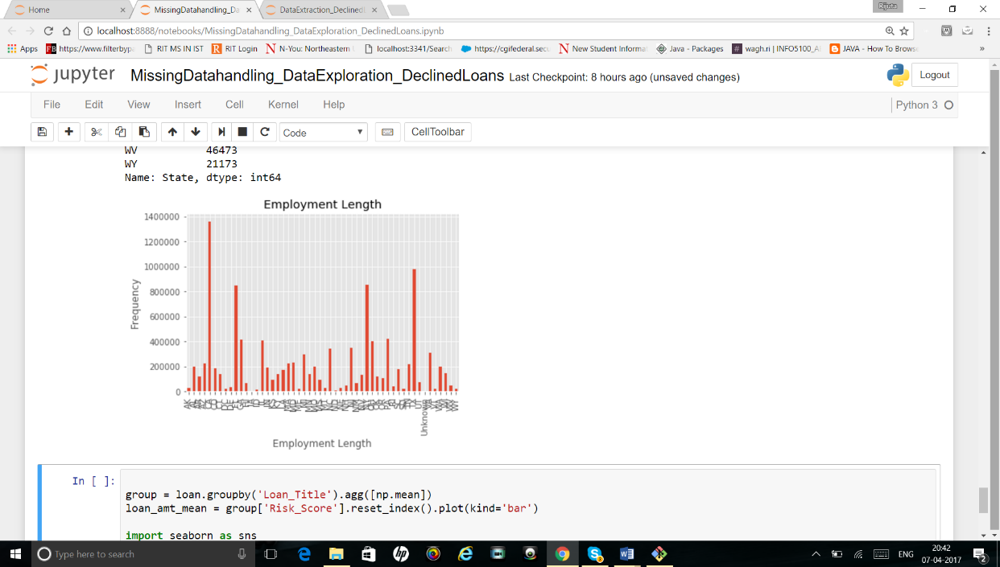 Home
MissingDatahandling_Da
DataExtraction_Declined
Rijuta
localhost:8888/notebooks/MissingDatahandling_DataExploration_DeclinedLoans.ipynb
Apps
FB https://www.filterbypa
RIT MS IN IST
R RIT Login
N N-You: Northeastern
localhost:3341/Search
https://cgifederal.secu
N New Student Informat
Java - Packages
# wagh.ri | INFO5100_A
JAVA - How To Browse
»
jupyter MissingDatahandling_DataExploration_DeclinedLoans Last Checkpoint: 8 hours ago (unsaved changes)
Logout
File Edit View Insert Cell Kernel Help
Python 3
Code
CellToolbar
WV 46473
WY 21173
Name: State, dtype: int64
Employment Length
1400000
1200000
1000000
800000
600000
400000
200000
0
Frequency
AK
Unknown
WY
Employment Length
In [ ]:
group = loan.groupby('Loan_Title').agg([np.mean])
loan_amt_mean = group['Risk_Score'].reset_index().plot(kind='bar')
import seaborn as sns
Type here to search
ENG
20:42
07-04-2017
2